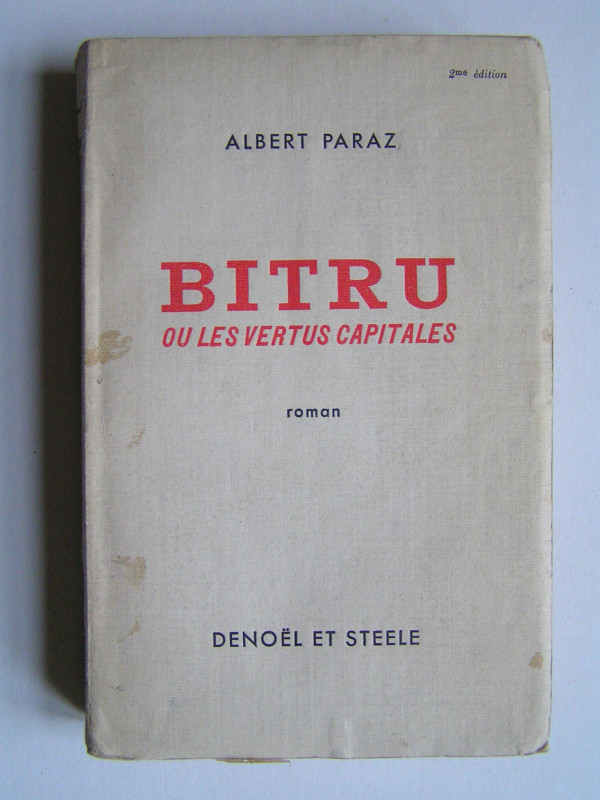 2me édition
ALBERT PARAZ
BITRU
OU LES VERTUS CAPITALES
roman
DENOËL ET STEELE